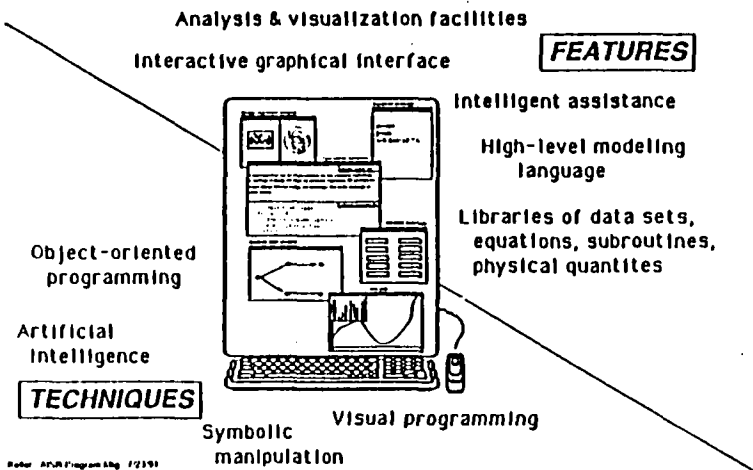 Analysis & visualization facilities
Interactive graphical interface
FEATURES
Intelligent assistance
High-level modeling
language
Libraries of data sets,
equations, subroutines,
physical quantites
Object-oriented
programming
Artificial
Intelligence
TECHNIQUES
Visual programming
Symbolic
manipulation